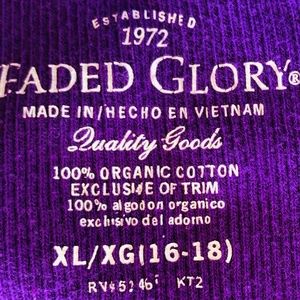 ESTABLISHED
1972
FADED GLORY®
MADE IN/HECHO EN VIETNAM
Quality Goods
100% ORGANIC COTTON
EXCLUSIVE OF TRIM
100% algodon organico
exclusivo del adorno
XL/XG(16-18)
KT2